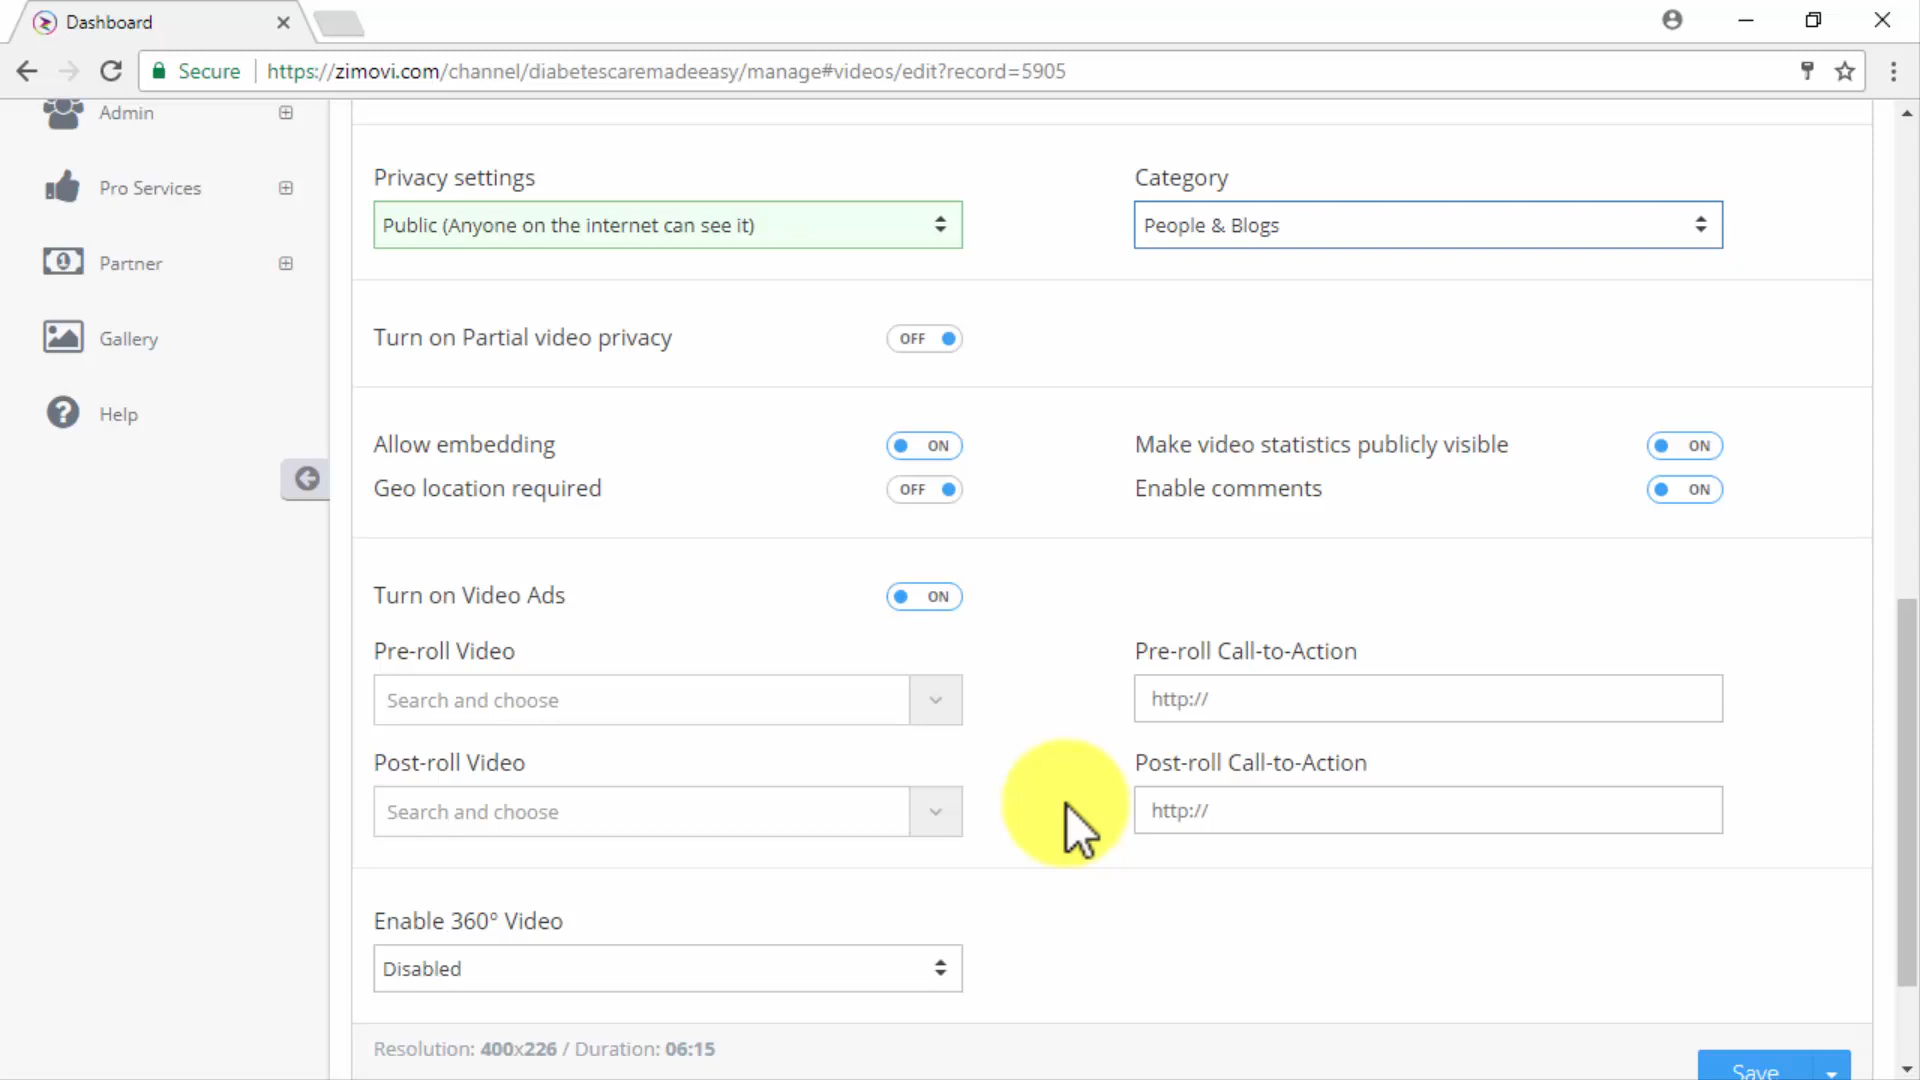 Dashboard
Secure https://zimovi.com/channel/diabetescaremadeeasy/manage#videos/edit?record=5905
Admin
Pro Services
Partner
Gallery
Help
Privacy settings
Public (Anyone on the internet can see it)
Category
People & Blogs
Turn on Partial video privacy OFF
Allow embedding ON
Make video statistics publicly visible ON
Geo location required OFF
Enable comments ON
Turn on Video Ads ON
Pre-roll Video
Search and choose
Pre-roll Call-to-Action
http://
Post-roll Video
Search and choose
Post-roll Call-to-Action
http://
Enable 360° Video
Disabled
Resolution: 400x226 / Duration: 06:15
Save